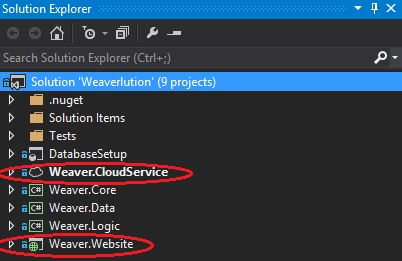 Solution Explorer
Search Solution Explorer (Ctrl+;)
Solution 'Weaverlution' (9 projects)
.nuget
Solution Items
Tests
DatabaseSetup
Weaver.CloudService
C# Weaver.Core
C# Weaver.Data
C# Weaver.Logic
Weaver.Website